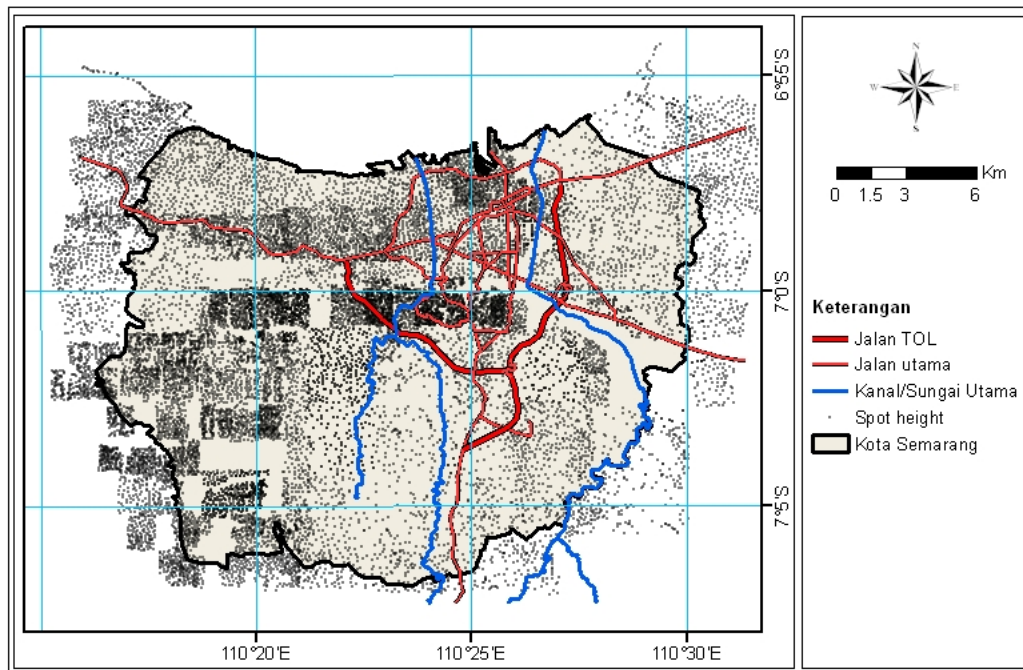 6°55'S
7°0'S
7°5'S
110°20'E
110°25'E
110°30'E
N
W
E
S
Km
0 1.5 3 6
Keterangan
Jalan TOL
Jalan utama
Kanal/Sungai Utama
Spot height
Kota Semarang